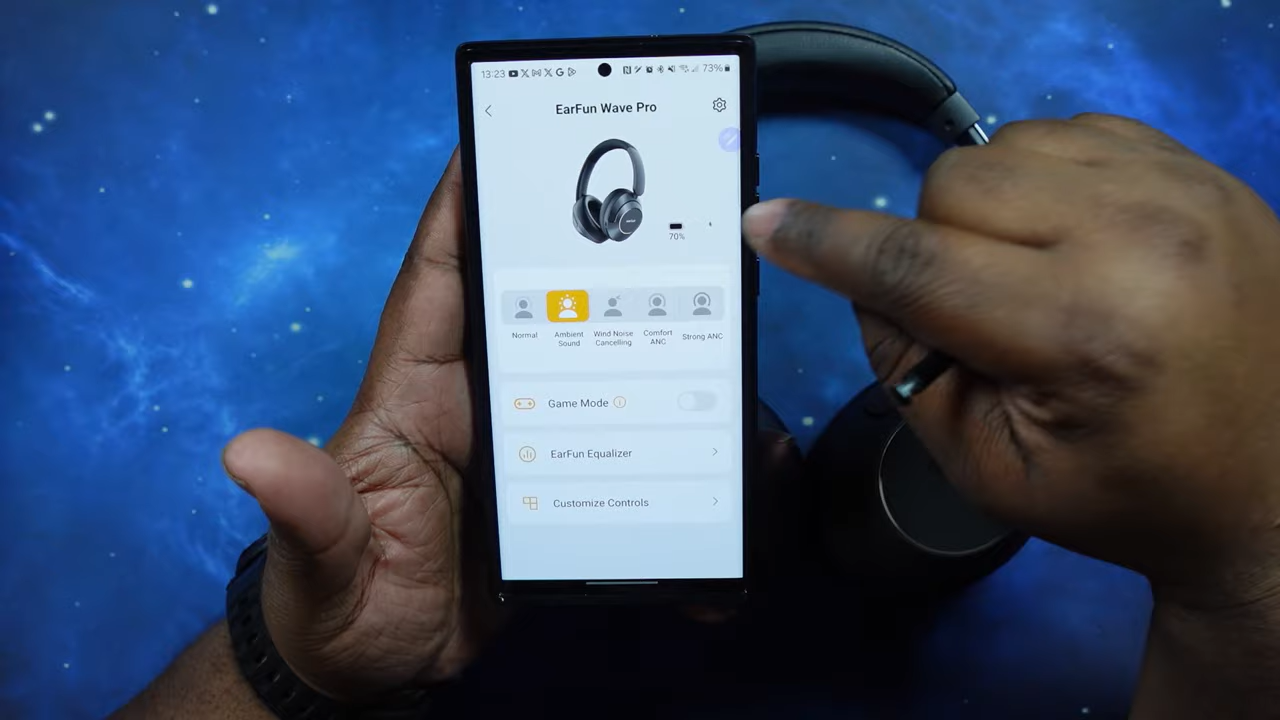 13:23 73%
EarFun Wave Pro
70%
Normal
Ambient
Sound
Wind Noise
Cancelling
Comfort
ANC
Strong ANC
Game Mode
EarFun Equalizer
Customize Controls